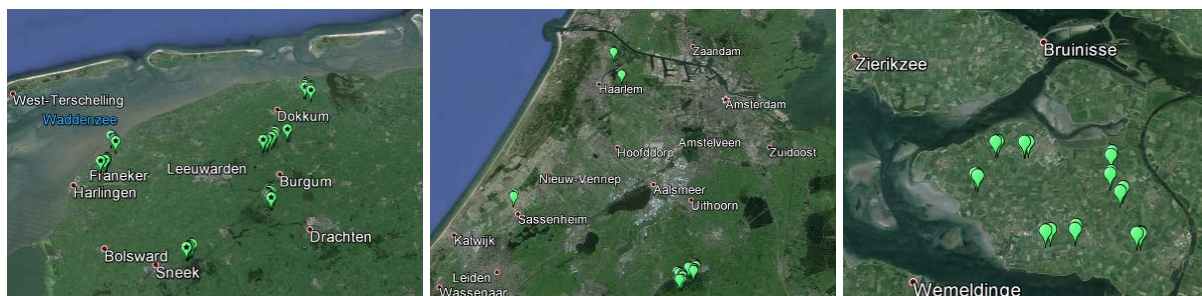 West-Terschelling
Waddenzee
Dokkum
Leeuwarden
Franeker
Harlingen
Burgum
Drachten
Bolsward
Sneek
Zaandam
Haarlem
Amsterdam
Hoofddorp
Amstelveen
Zuidoost
Nieuw-Vennep
Aalsmeer
Uithoorn
Sassenheim
Katwijk
Leiden
Wassenaar
Bruinisse
Zierikzee
Wemeldinge